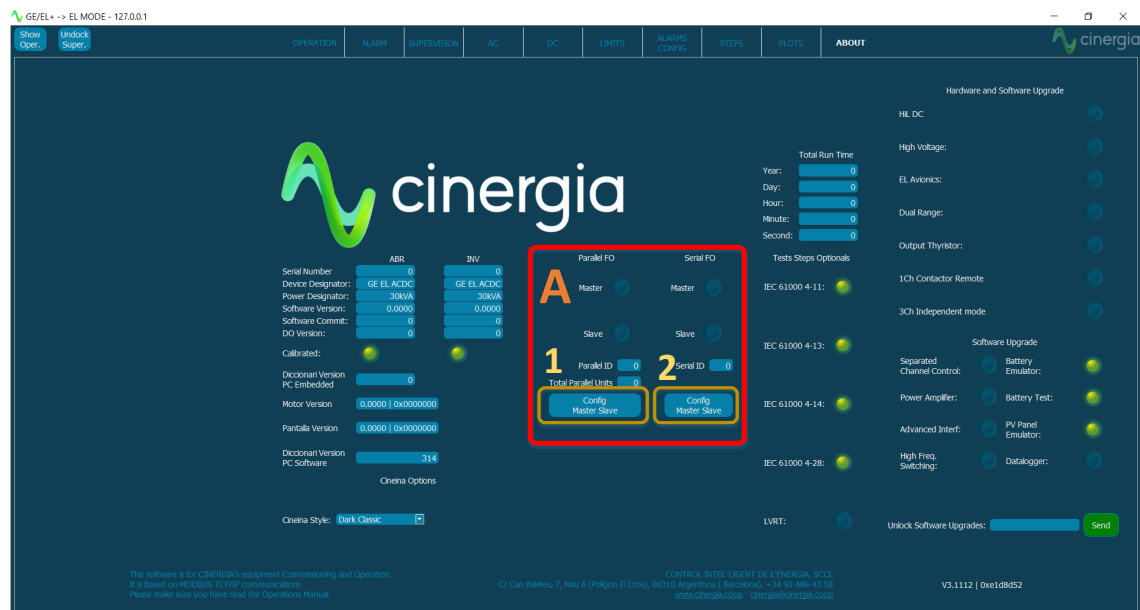 GE/EL+ -> EL MODE - 127.0.0.1
Show Oper.
Undock Super.
OPERATION
ALARM
SUPERVISION
AC
DC
LIMITS
ALARMS CONFIG
STEPS
PLOTS
ABOUT
cinergia
cinergia
ABR INV
Serial Number 0 0
Device Designator: GE EL ACDC GE EL ACDC
Power Designator: 30kVA 30kVA
Software Version: 0.0000 0.0000
Software Commit: 0 0
DO Version: 0 0
Calibrated:
Diccionari Version
PC Embedded 0
Motor Version 0.0000 | 0x0000000
Pantalla Version 0.0000 | 0x0000000
Diccionari Version
PC Software 314
Cineina Options
Cineina Style: Dark Classic
A
Parallel FO Serial FO
Master Master
Slave Slave
1
Parallel ID 0
Total Parallel Units 0
Config
Master Slave
2
Serial ID 0
Config
Master Slave
Total Run Time
Year: 0
Day: 0
Hour: 0
Minute: 0
Second: 0
Tests Steps Optionals
IEC 61000 4-11:
IEC 61000 4-13:
IEC 61000 4-14:
IEC 61000 4-28:
LVRT:
Hardware and Software Upgrade
HiL DC
High Voltage:
EL Avionics:
Dual Range:
Output Thyristor:
1Ch Contactor Remote
3Ch Independent mode
Software Upgrade
Separated
Channel Control:
Battery
Emulator:
Power Amplifier:
Battery Test:
Advanced Interf:
PV Panel
Emulator:
High Freq.
Switching:
Datalogger:
Unlock Software Upgrades: Send
This software is for CINERGIA's equipment Commissioning and Operation
It is based on MODBUS TCP/IP communications
Please make sure you have read the Operations Manual
CONTROL INTEL·LIGENT DE L'ENERGIA, SCCL
C/ Can Baletes, 7, Nau A (Polígon El Cros), 08310 Argentona ( Barcelona), +34 93 486 43 58
www.cinergia.coop - cinergia@cinergia.coop
V3.1112 | 0xe1d8d52